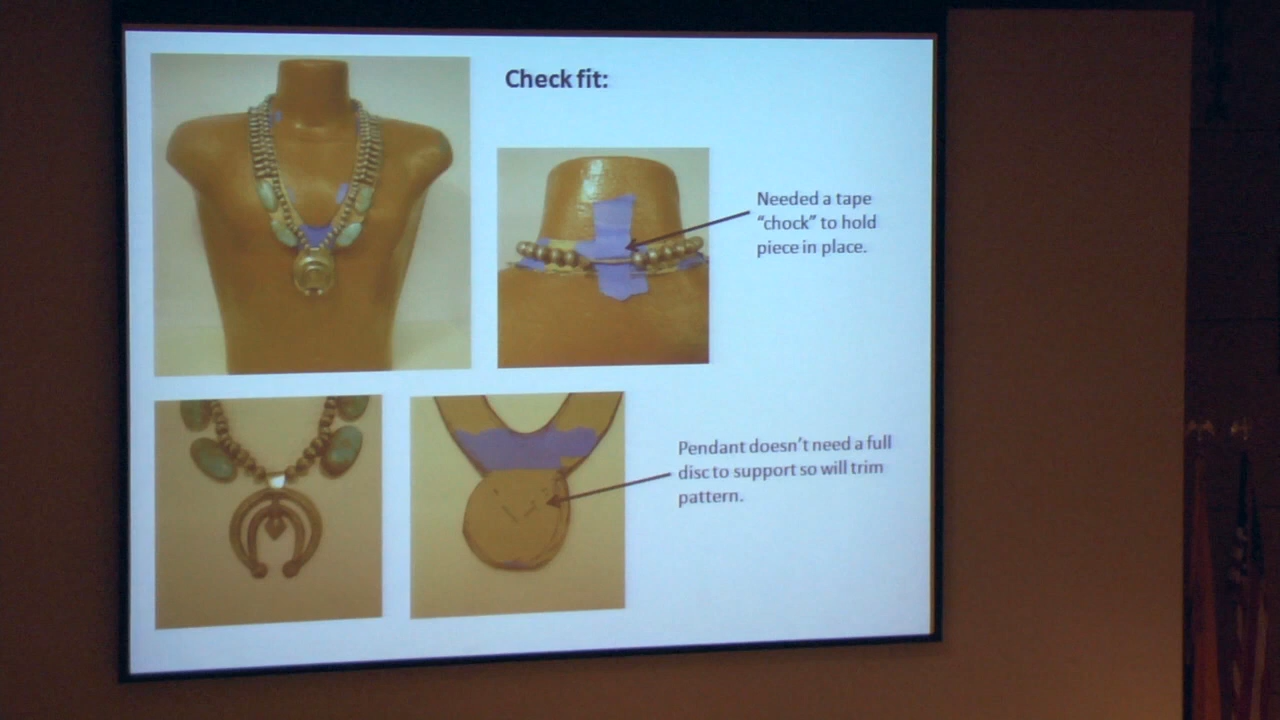 Check fit:
Needed a tape
“chock” to hold
piece in place.
Pendant doesn’t need a full
disc to support so will trim
pattern.